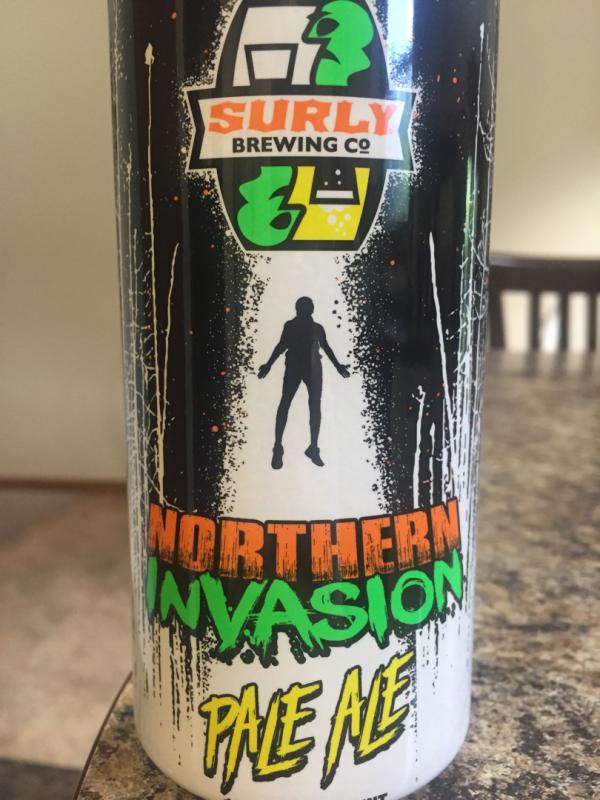 SURLY
BREWING Cº
NORTHERN
INVASION
PALE ALE